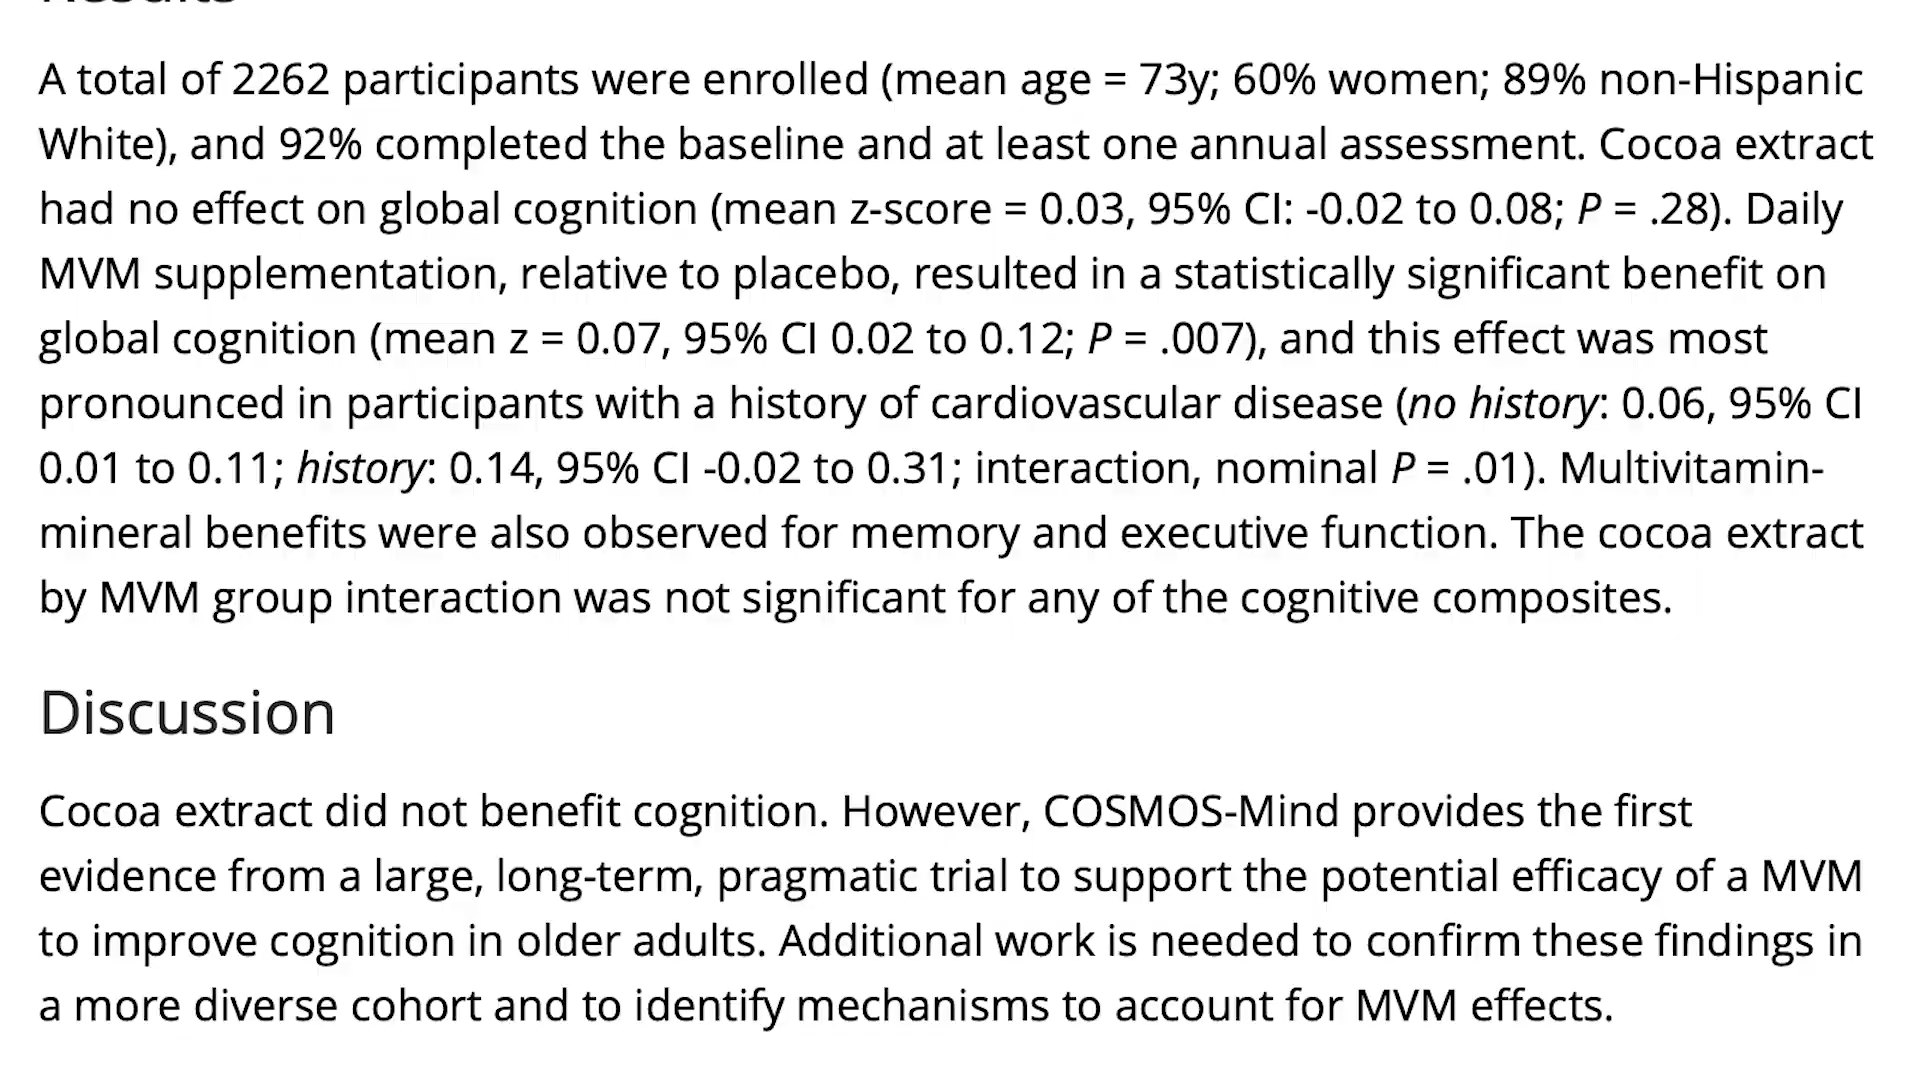 Results
A total of 2262 participants were enrolled (mean age = 73y; 60% women; 89% non-Hispanic
White), and 92% completed the baseline and at least one annual assessment. Cocoa extract
had no effect on global cognition (mean z-score = 0.03, 95% CI: -0.02 to 0.08; P = .28). Daily
MVM supplementation, relative to placebo, resulted in a statistically significant benefit on
global cognition (mean z = 0.07, 95% CI 0.02 to 0.12; P = .007), and this effect was most
pronounced in participants with a history of cardiovascular disease (no history: 0.06, 95% CI
0.01 to 0.11; history: 0.14, 95% CI -0.02 to 0.31; interaction, nominal P = .01). Multivitamin-
mineral benefits were also observed for memory and executive function. The cocoa extract
by MVM group interaction was not significant for any of the cognitive composites.
Discussion
Cocoa extract did not benefit cognition. However, COSMOS-Mind provides the first
evidence from a large, long-term, pragmatic trial to support the potential efficacy of a MVM
to improve cognition in older adults. Additional work is needed to confirm these findings in
a more diverse cohort and to identify mechanisms to account for MVM effects.